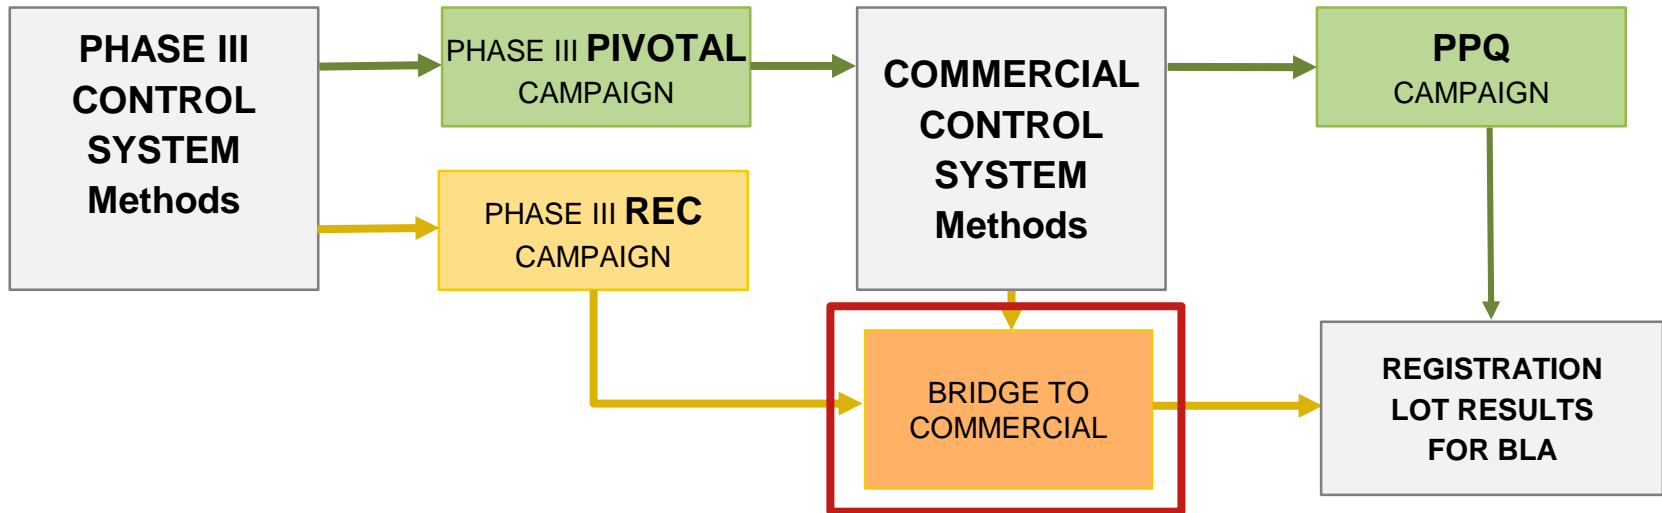 PHASE III
CONTROL
SYSTEM
Methods
PHASE III PIVOTAL
CAMPAIGN
PHASE III REC
CAMPAIGN
COMMERCIAL
CONTROL
SYSTEM
Methods
PPQ
CAMPAIGN
BRIDGE TO
COMMERCIAL
REGISTRATION
LOT RESULTS
FOR BLA